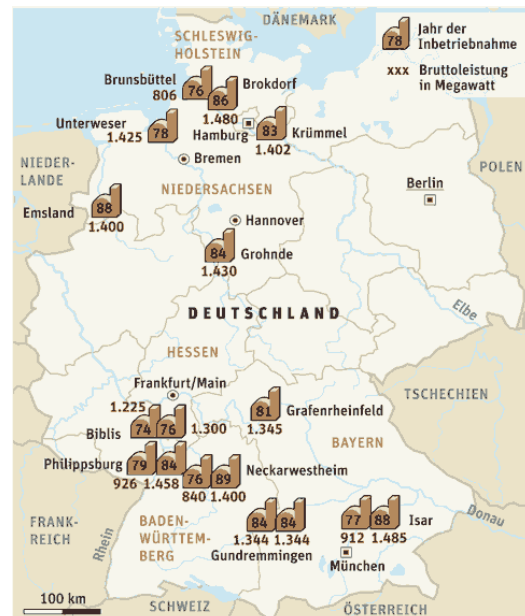 DÄNEMARK
SCHLESWIG-
HOLSTEIN
78
Jahr der
Inbetriebnahme
xxx
Bruttoleistung
in Megawatt
Brunsbüttel
806
76
86
Brokdorf
1.480
Unterweser
1.425
78
Hamburg
83
Krümmel
1.402
Bremen
NIEDER-
LANDE
POLEN
NIEDERSACHSEN
Berlin
Emsland
88
1.400
Hannover
84
Grohnde
1.430
DEUTSCHLAND
Elbe
HESSEN
Frankfurt/Main
TSCHECHIEN
1.225
74
76
1.300
Biblis
81
Grafenrheinfeld
1.345
BAYERN
Philippsburg
79
84
926
1.458
76
89
Neckarwestheim
840
1.400
FRANK-
REICH
Rhein
BADEN-
WÜRTTEM-
BERG
84
84
1.344
1.344
Gundremmingen
77
88
Isar
912
1.485
Donau
München
100 km
SCHWEIZ
ÖSTERREICH